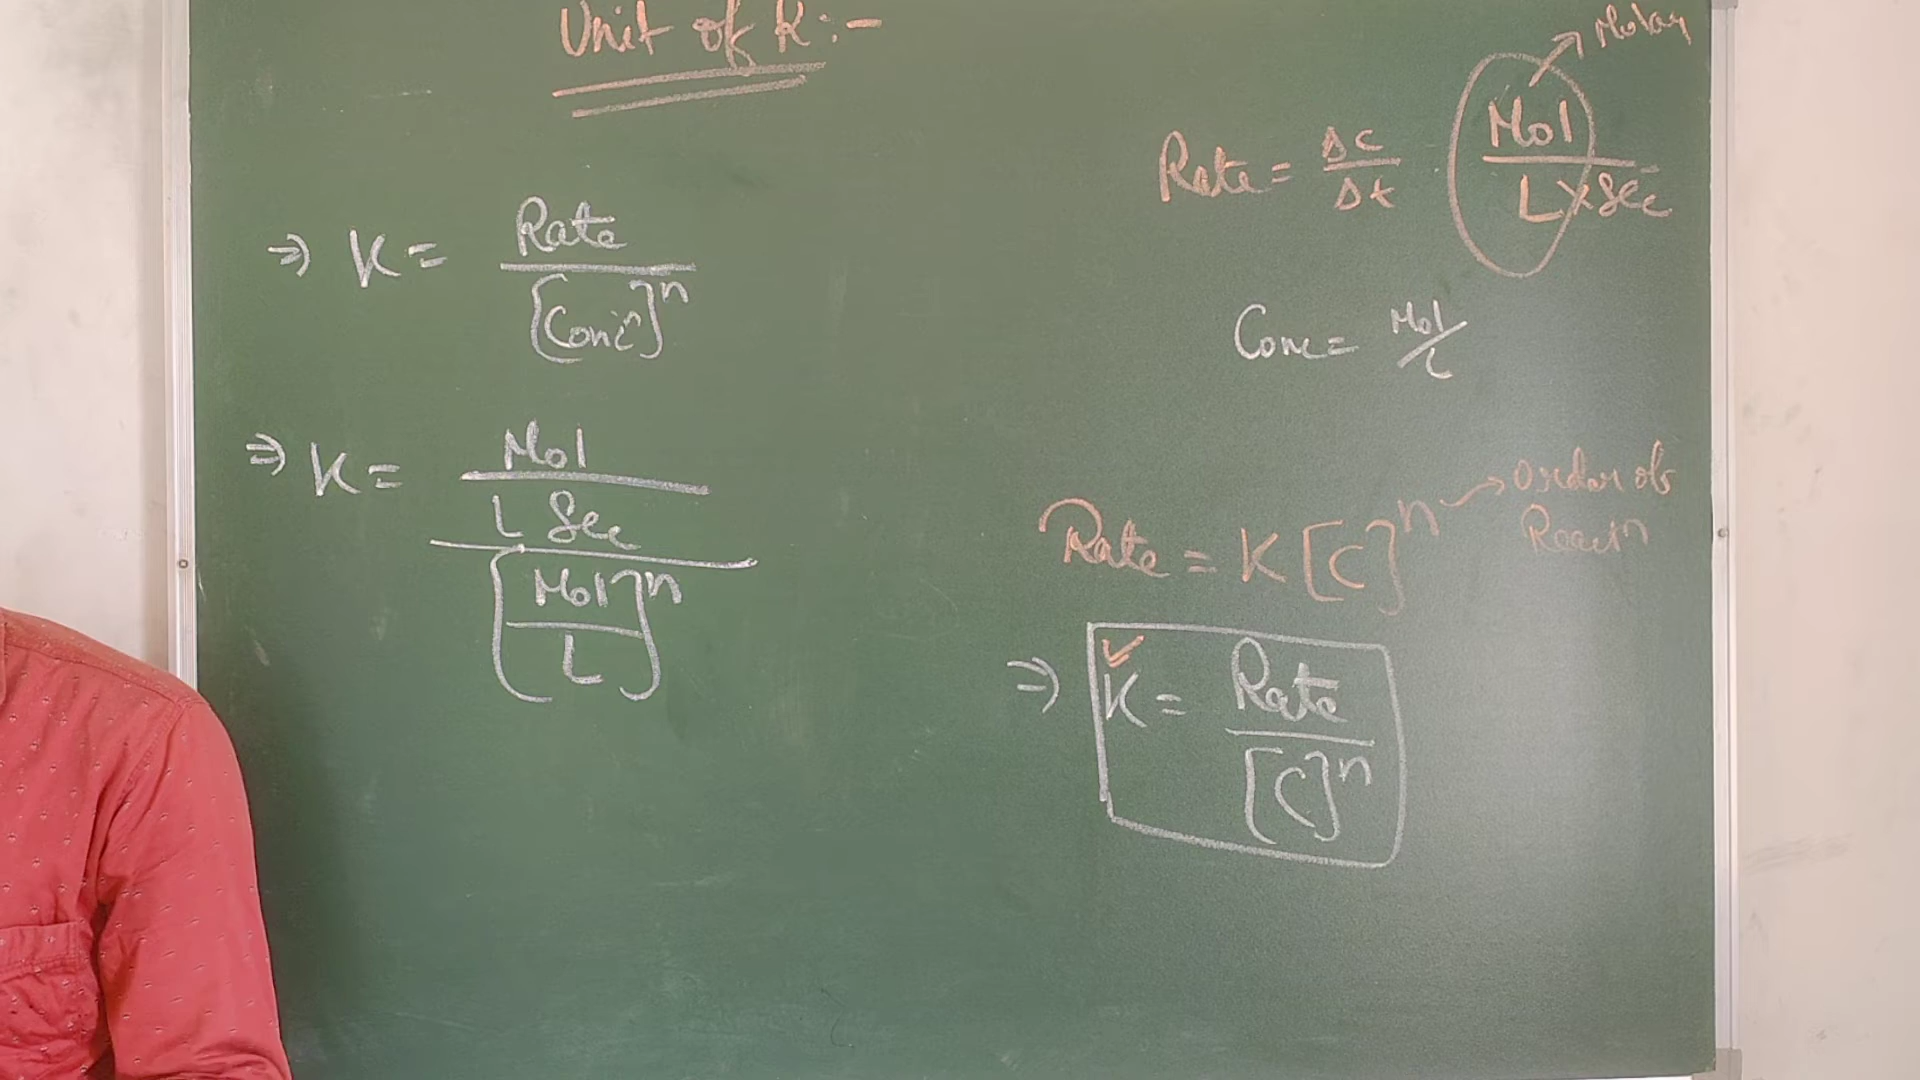 Unit of K:-
⇒ K = Rate / [Concⁿ]ⁿ
⇒ K = (Mol / L Sec) / [Mol / L]ⁿ
Rate = Δc / Δt Mol / L × Sec → Molar
Conc = Mol/L
Rate = K [C]ⁿ → Order of
Reactⁿ
⇒ ✓ K = Rate / [C]ⁿ